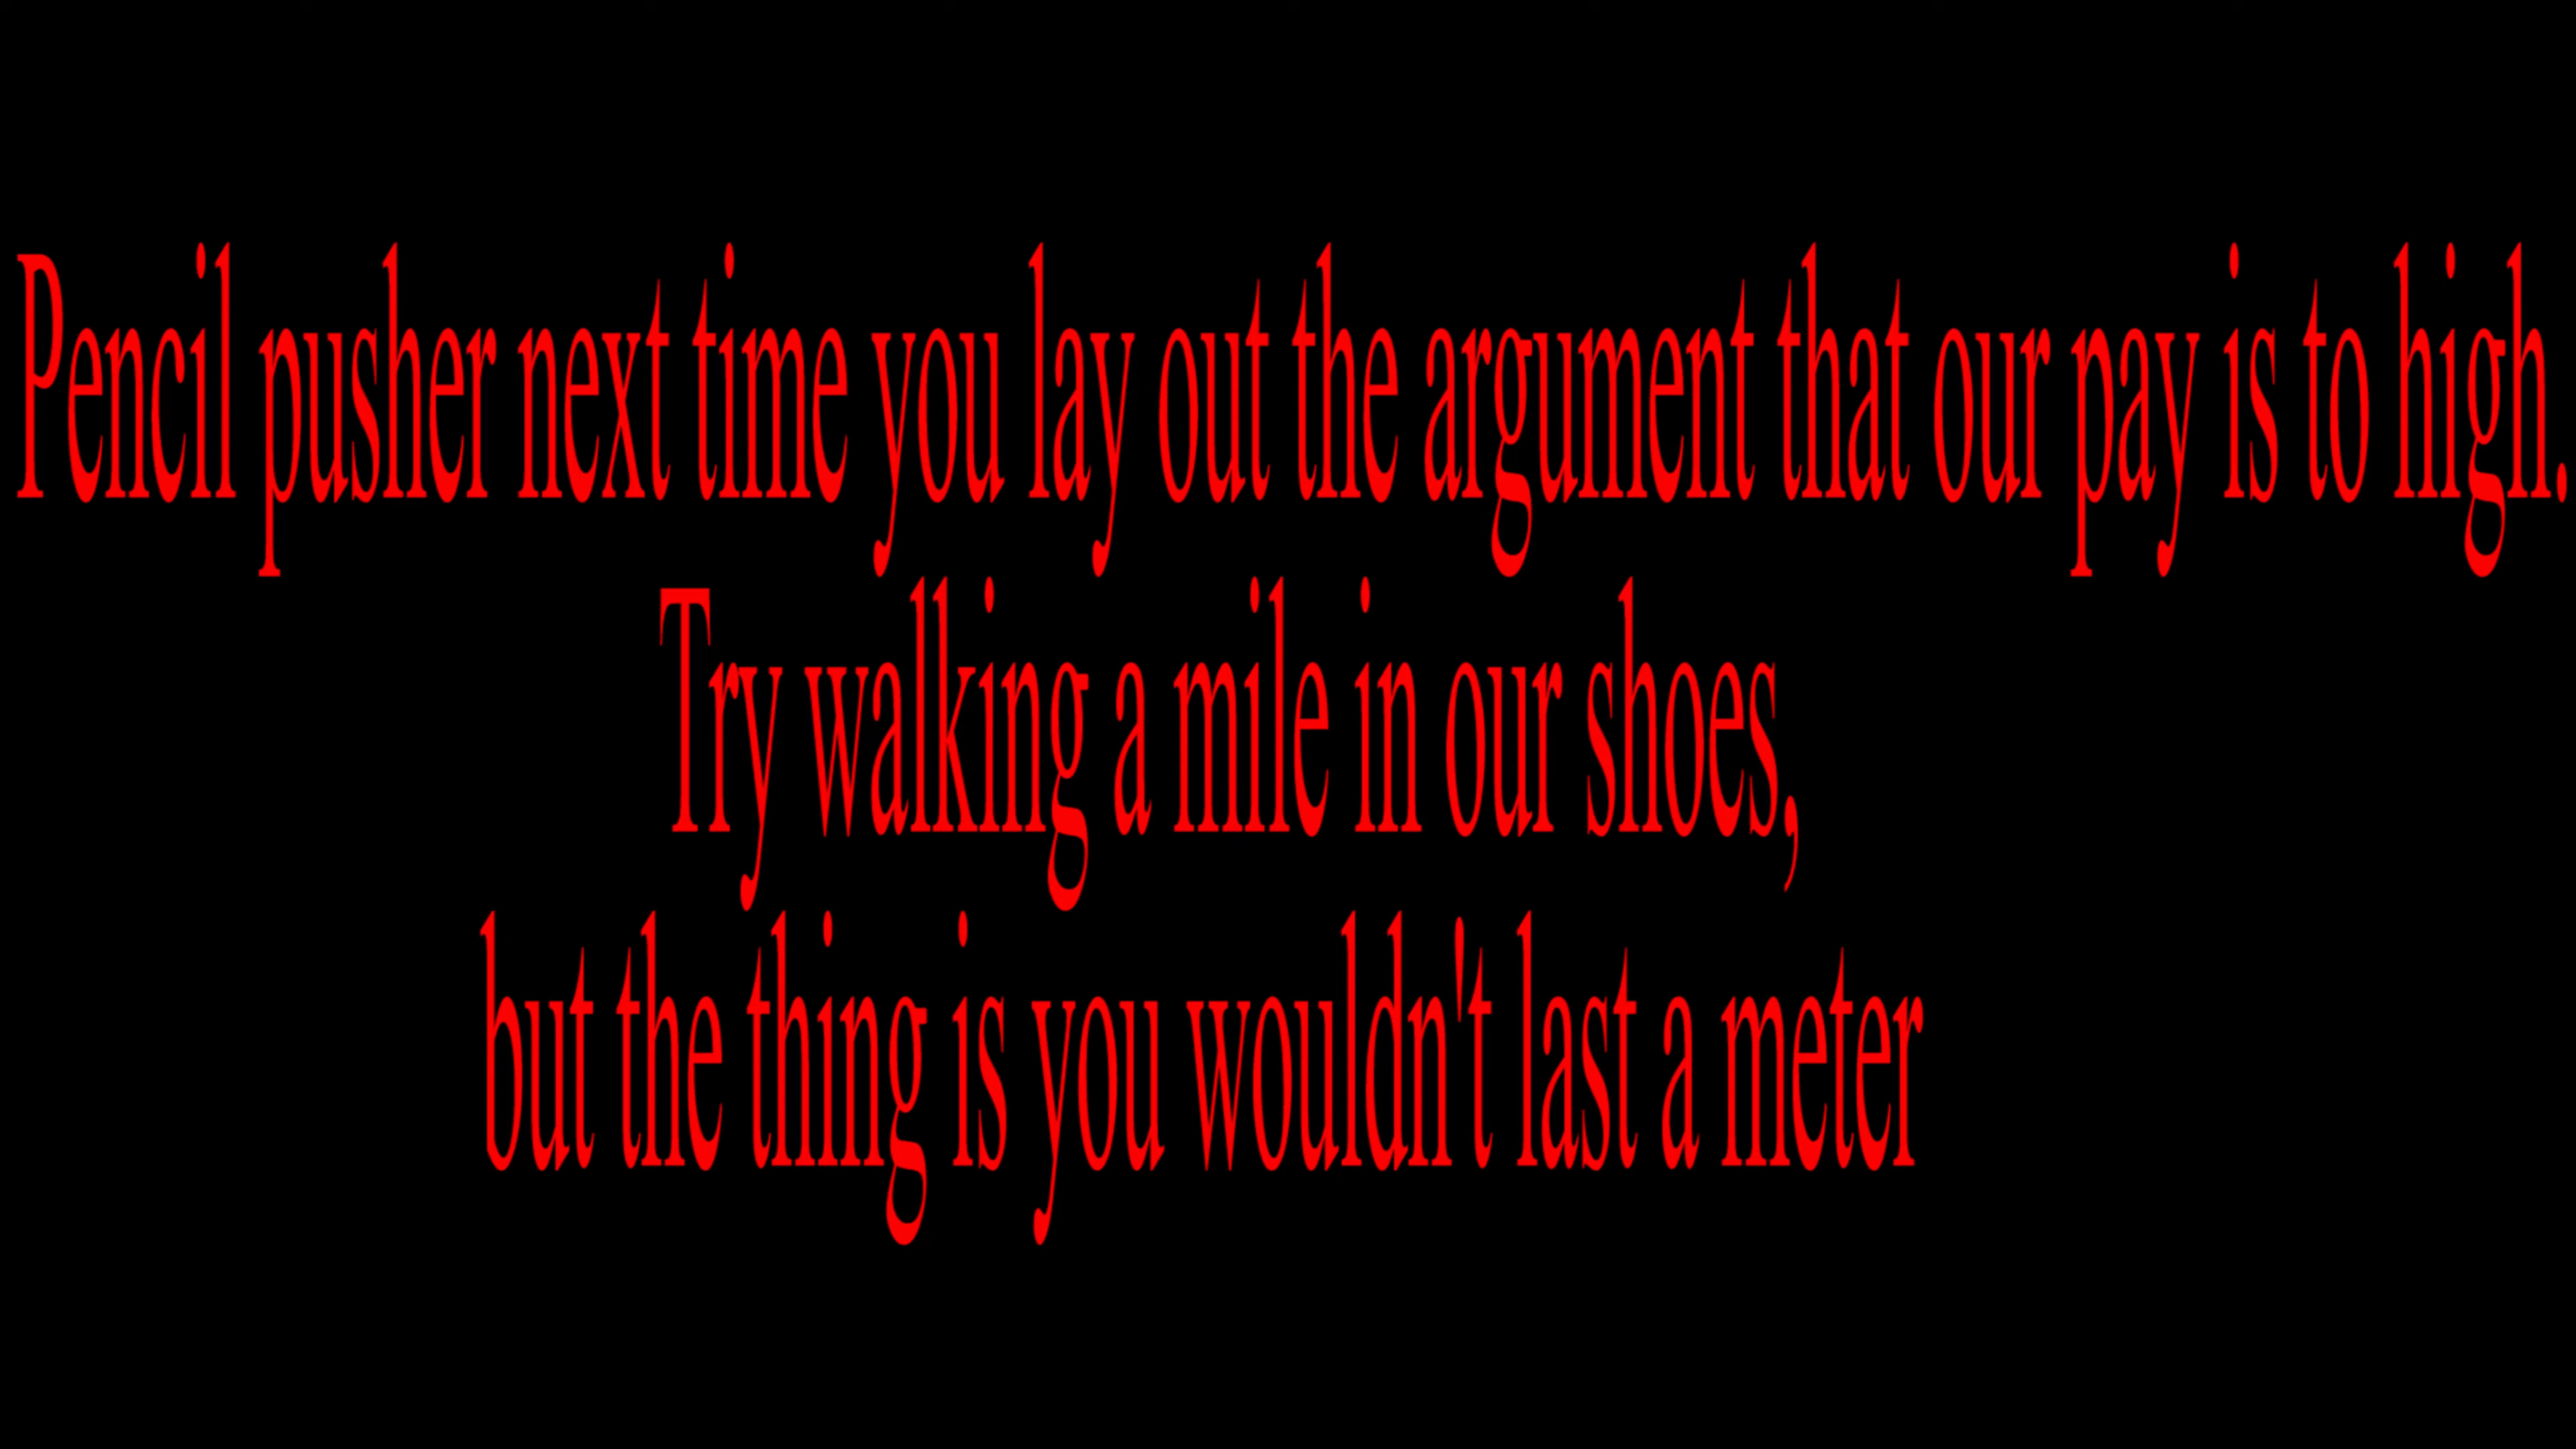 Pencil pusher next time you lay out the argument that our pay is to high.
Try walking a mile in our shoes,
but the thing is you wouldn't last a meter